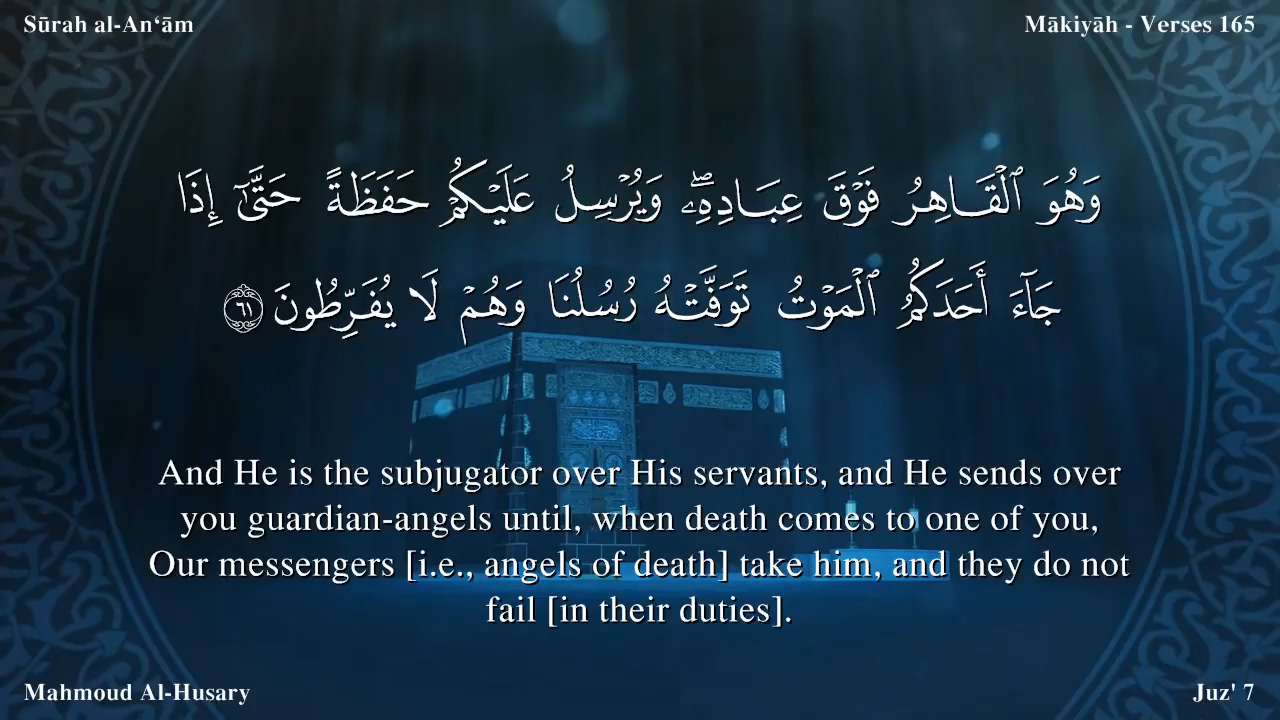 Sūrah al-An‘ām
Mākiyāh - Verses 165
وَهُوَ ٱلْقَاهِرُ فَوْقَ عِبَادِهِۦۖ وَيُرْسِلُ عَلَيْكُمْ حَفَظَةً حَتَّىٰٓ إِذَا
جَآءَ أَحَدَكُمُ ٱلْمَوْتُ تَوَفَّتْهُ رُسُلُنَا وَهُمْ لَا يُفَرِّطُونَ ٦١
And He is the subjugator over His servants, and He sends over
you guardian-angels until, when death comes to one of you,
Our messengers [i.e., angels of death] take him, and they do not
fail [in their duties].
Mahmoud Al-Husary
Juz' 7